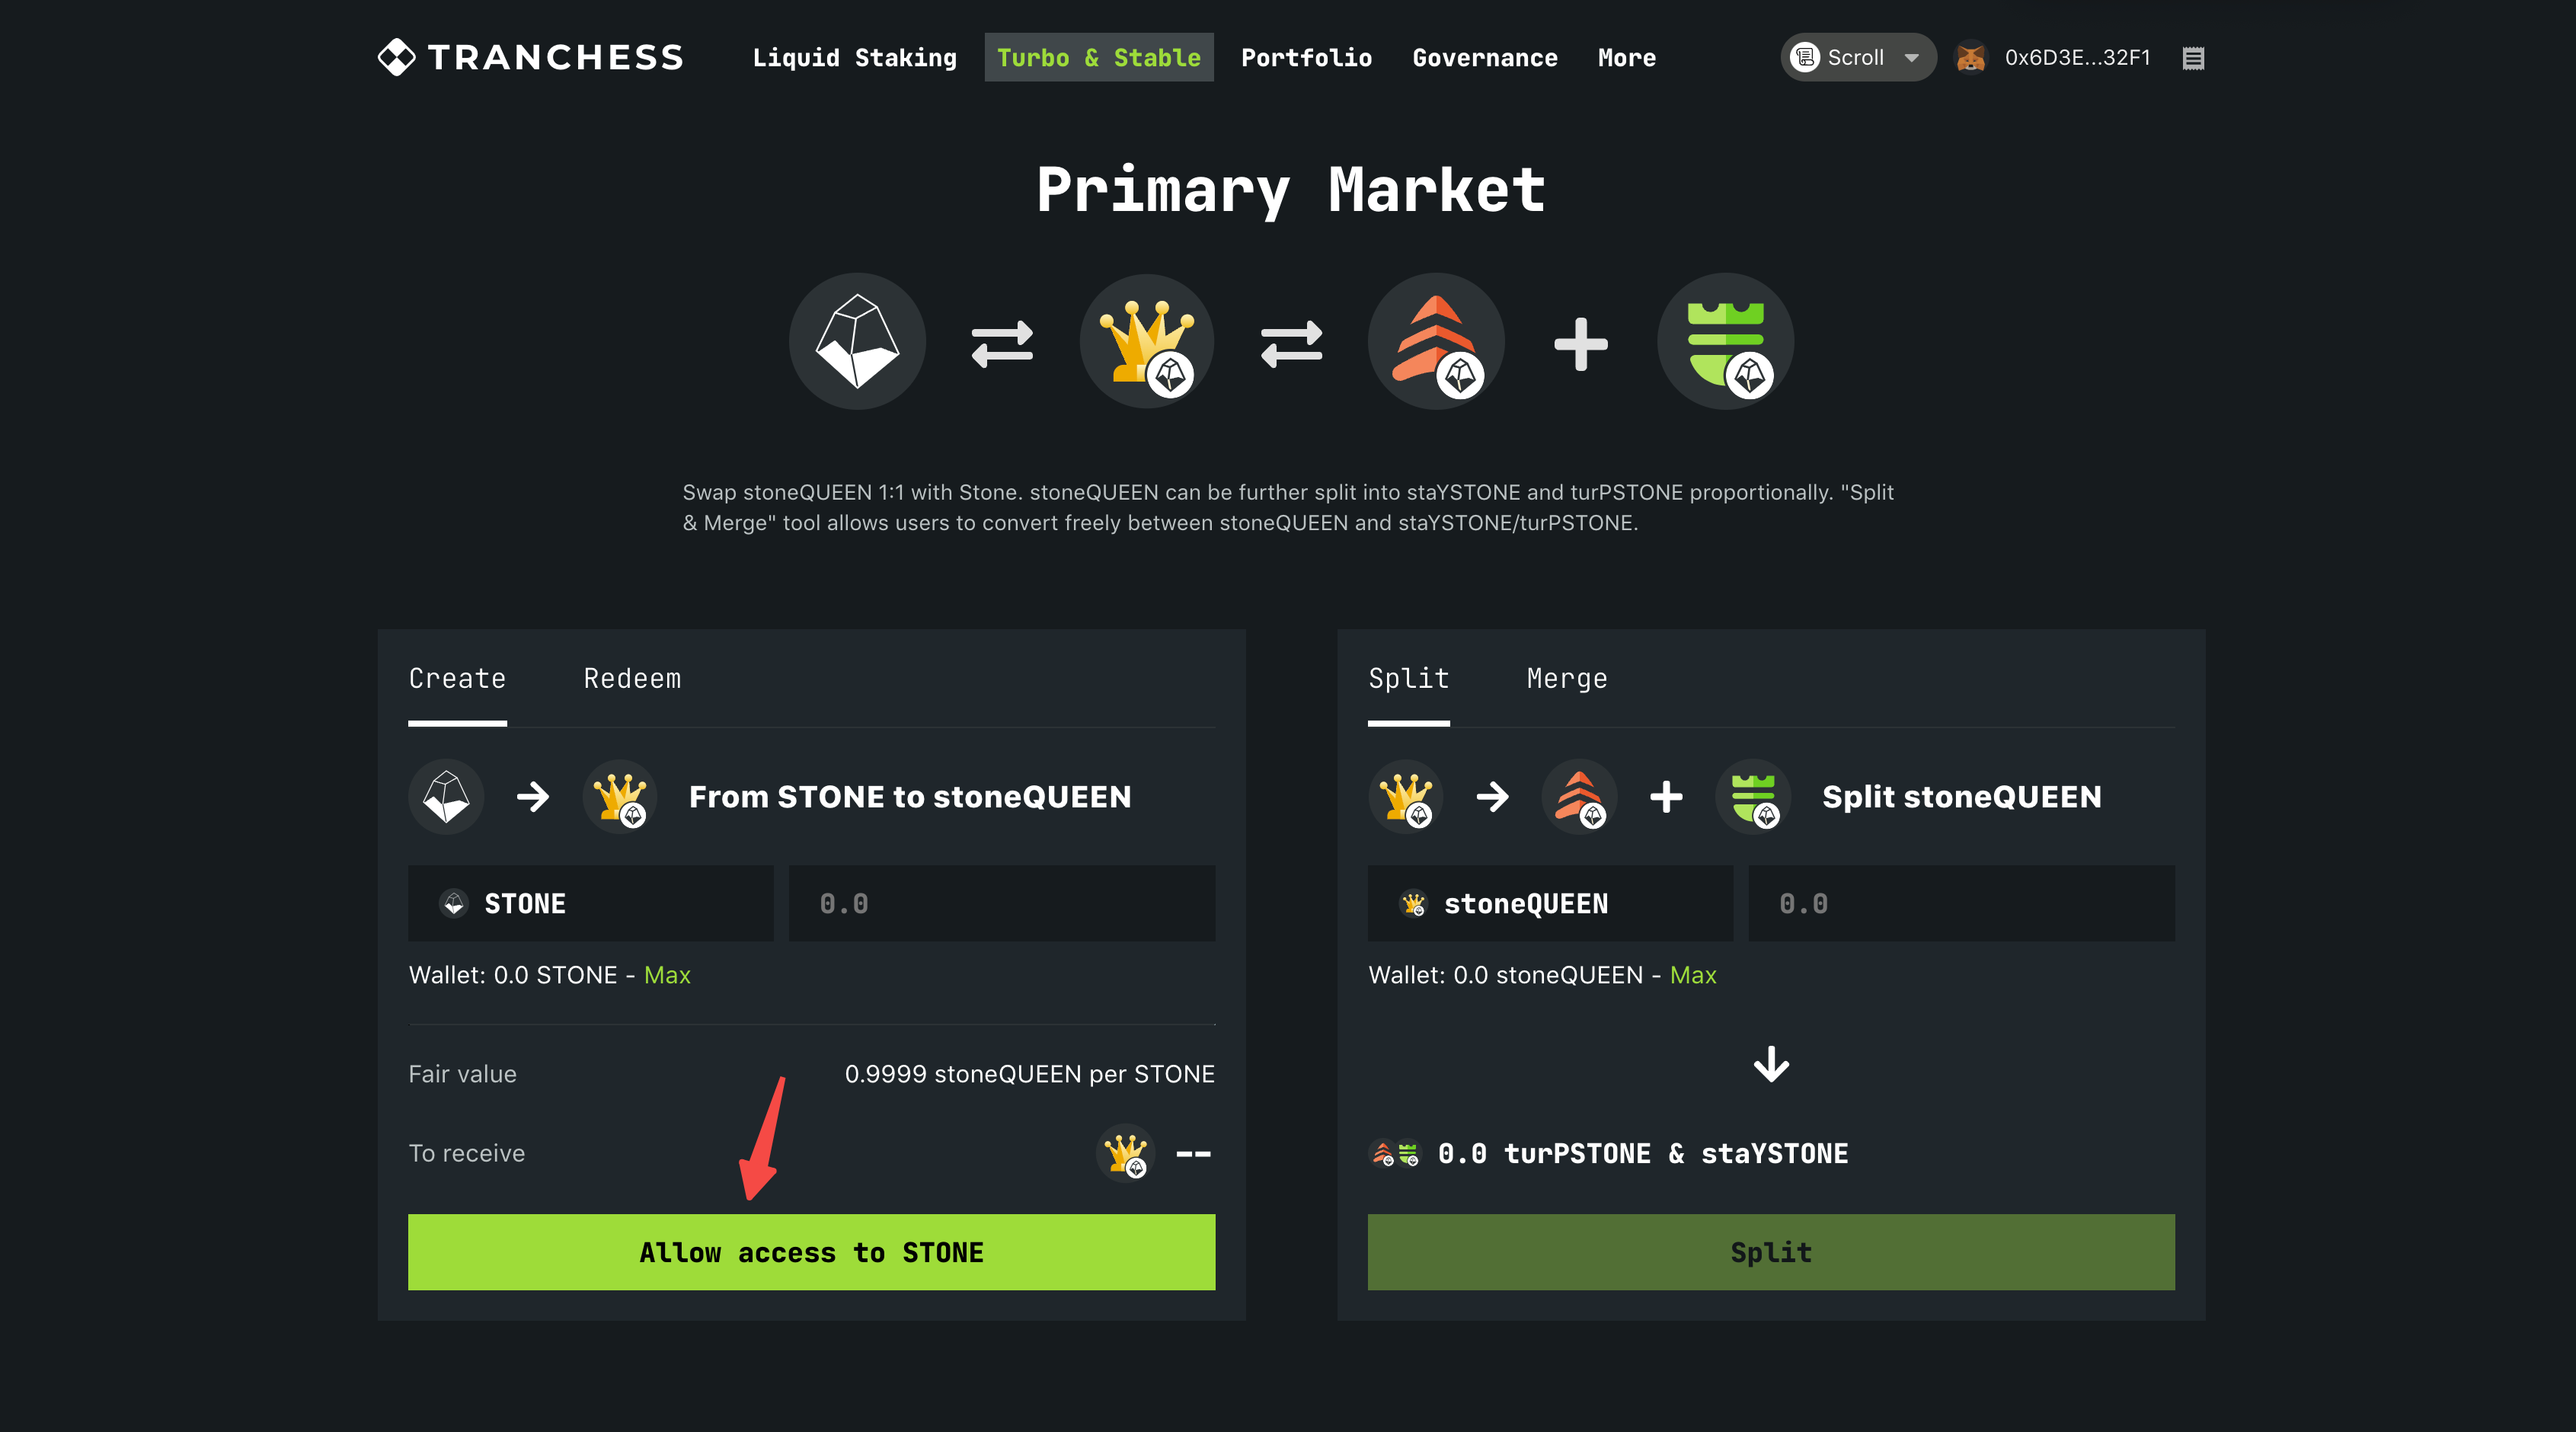 TRANCHESS
Liquid Staking
Turbo & Stable
Portfolio
Governance
More
Scroll
0x6D3E...32F1
Primary Market
Swap stoneQUEEN 1:1 with Stone. stoneQUEEN can be further split into staYSTONE and turPSTONE proportionally. "Split
& Merge" tool allows users to convert freely between stoneQUEEN and staYSTONE/turPSTONE.
Create
Redeem
From STONE to stoneQUEEN
STONE
0.0
Wallet: 0.0 STONE - Max
Fair value
0.9999 stoneQUEEN per STONE
To receive
--
Allow access to STONE
Split
Merge
Split stoneQUEEN
stoneQUEEN
0.0
Wallet: 0.0 stoneQUEEN - Max
0.0 turPSTONE & staYSTONE
Split